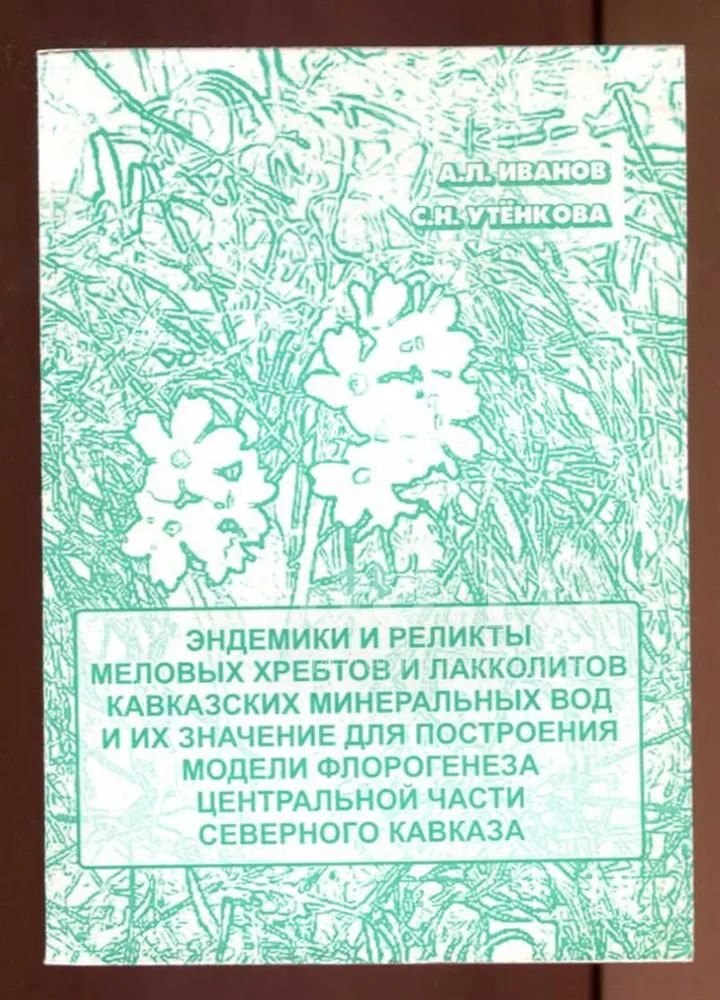 А.Л. ИВАНОВ
С.Н. УТЁНКОВА
ЭНДЕМИКИ И РЕЛИКТЫ
МЕЛОВЫХ ХРЕБТОВ И ЛАККОЛИТОВ
КАВКАЗСКИХ МИНЕРАЛЬНЫХ ВОД
И ИХ ЗНАЧЕНИЕ ДЛЯ ПОСТРОЕНИЯ
МОДЕЛИ ФЛОРОГЕНЕЗА
ЦЕНТРАЛЬНОЙ ЧАСТИ
СЕВЕРНОГО КАВКАЗА